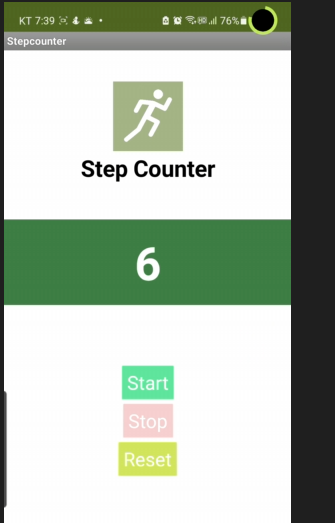 KT 7:39
76%
Stepcounter
Step Counter
6
Start
Stop
Reset